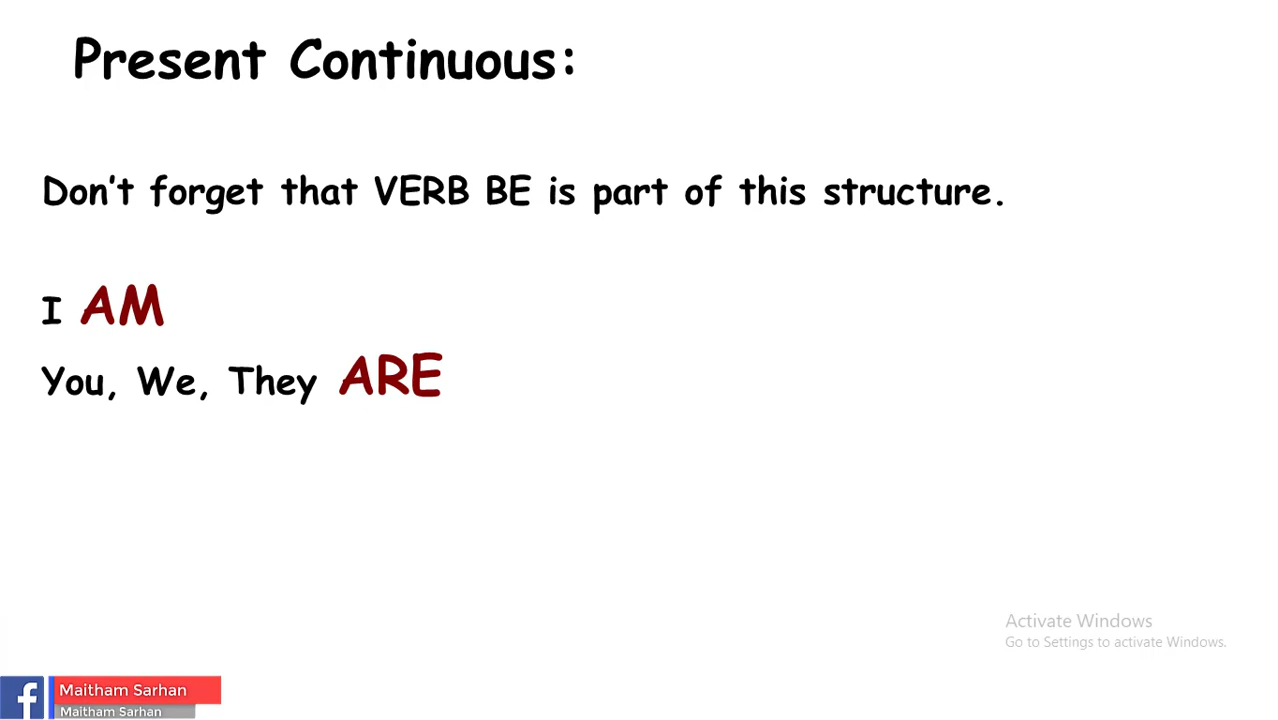 Present Continuous:
Don't forget that VERB BE is part of this structure.
I AM
You, We, They ARE
Activate Windows
Go to Settings to activate Windows.
f
Maitham Sarhan
Maitham Sarhan